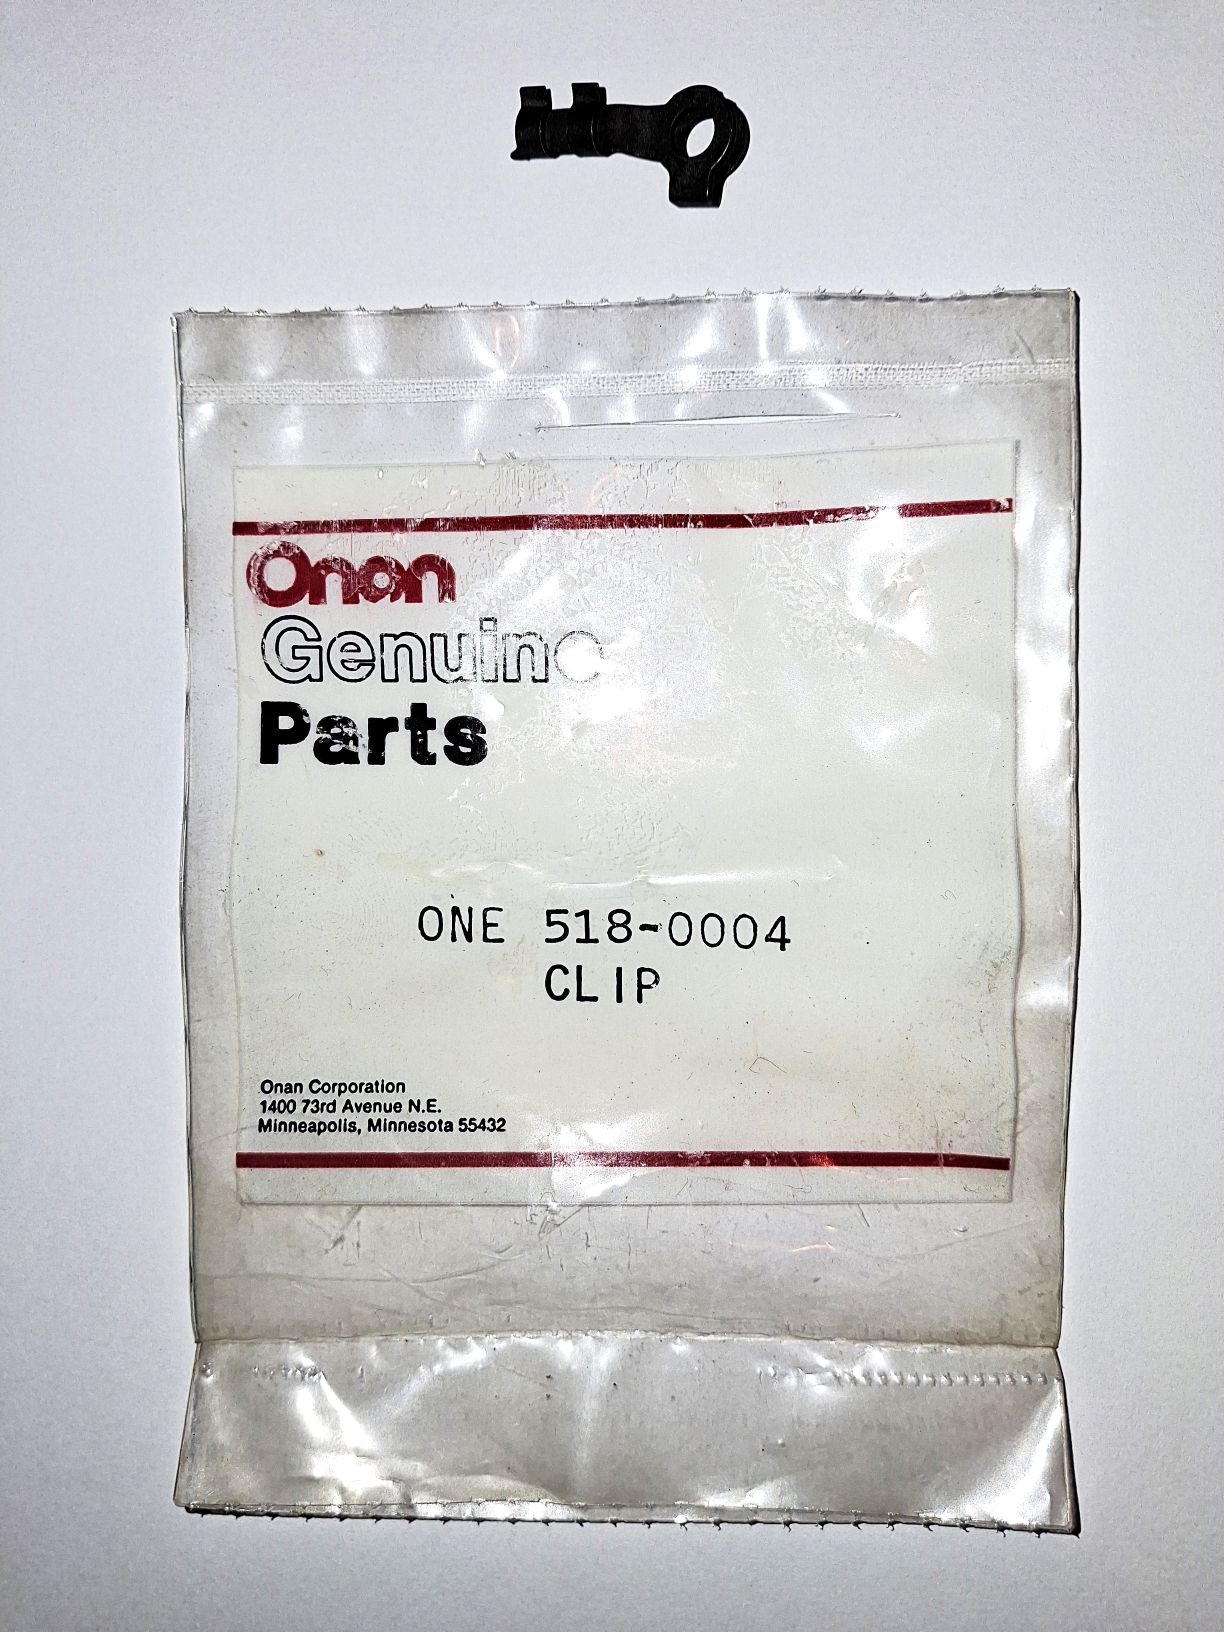 Onan
Genuine
Parts
ONE 518-0004
CLIP
Onan Corporation
1400 73rd Avenue N.E.
Minneapolis, Minnesota 55432